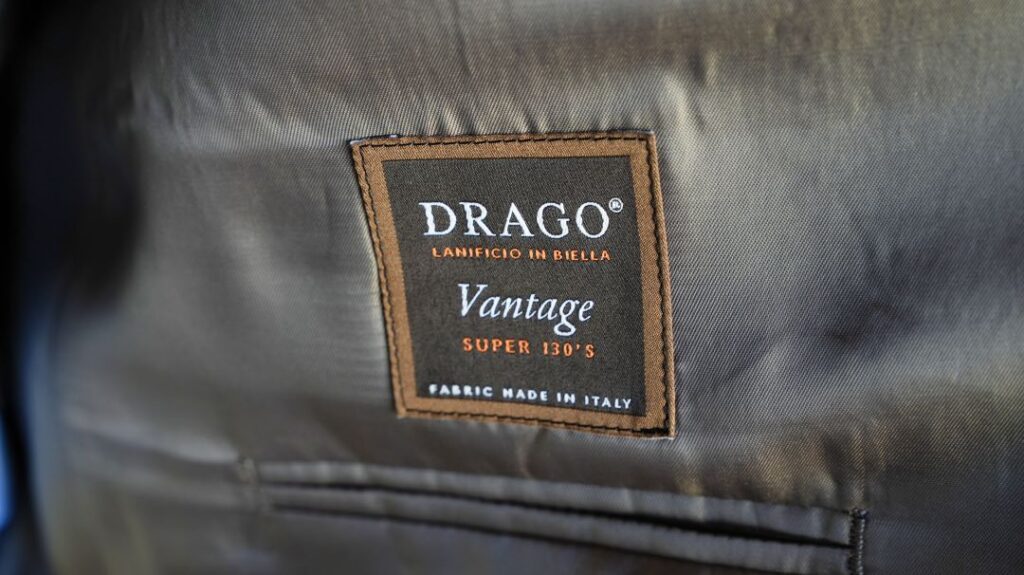 DRAGO®
LANIFICIO IN BIELLA
Vantage
SUPER 130'S
FABRIC MADE IN ITALY